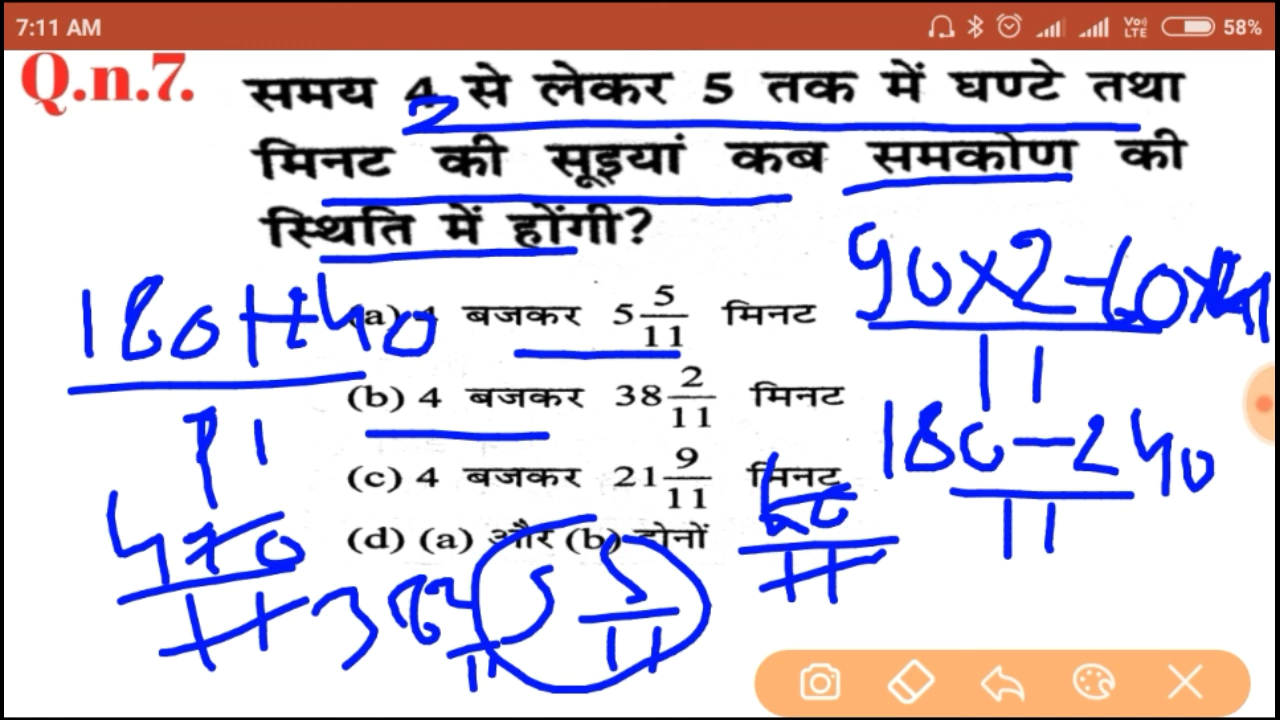 7:11 AM
Vo) LTE 58%
Q.n.7. समय 4 से लेकर 5 तक में घण्टे तथा
2
मिनट की सूइयां कब समकोण की
स्थिति में होंगी?
90×2-60×4
11
180+240
11
(a) 4 बजकर 5 5/11 मिनट
(b) 4 बजकर 38 2/11 मिनट
180-240
11
(c) 4 बजकर 21 9/11 मिनट
60
11
(d) (a) और (b) दोनों
420
11
38 2/11
5 5/11